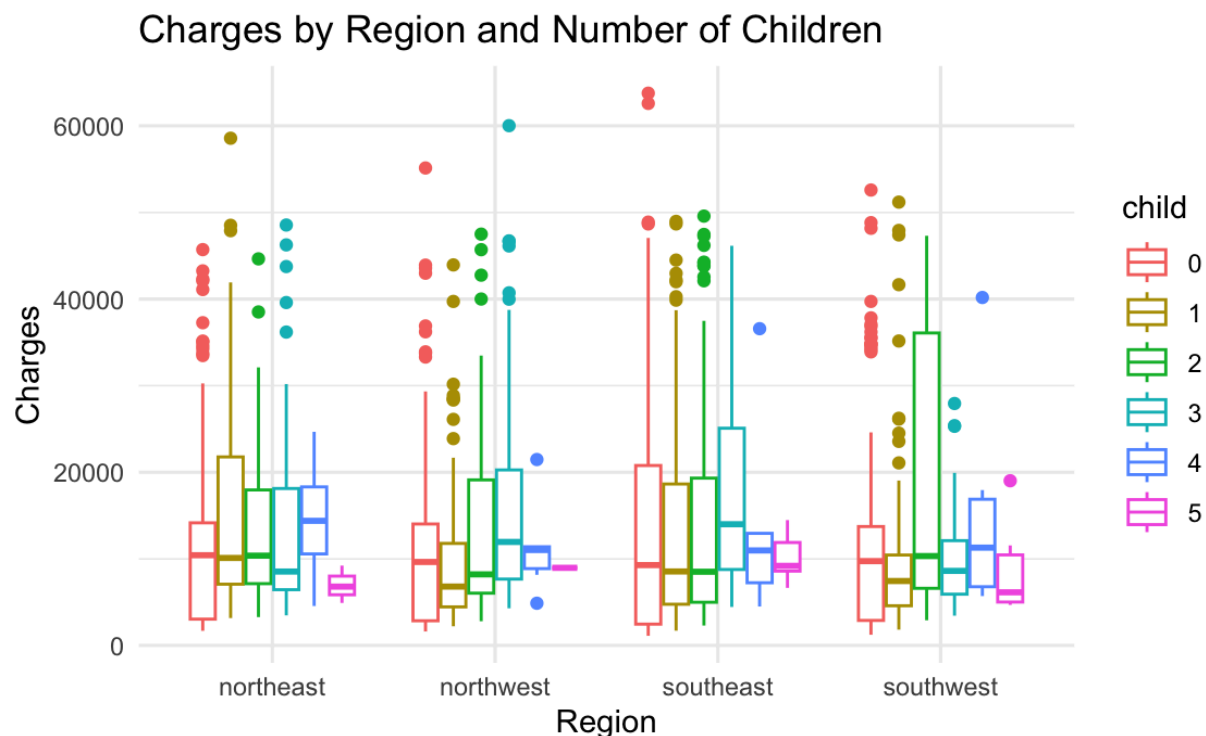 Charges by Region and Number of Children
Charges
60000
40000
20000
0
northeast northwest southeast southwest
Region
child
0
1
2
3
4
5